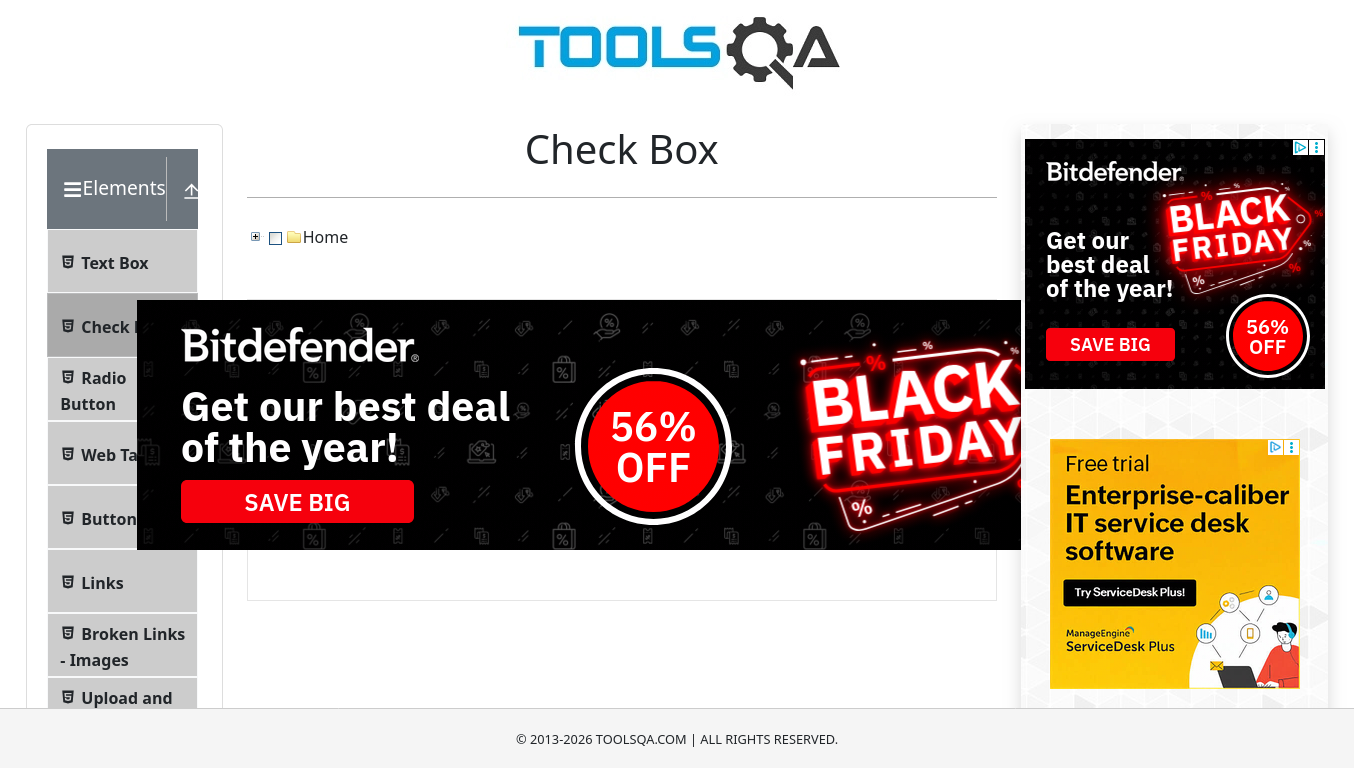 TOOLSQA
Check Box
Elements
Text Box
Check
Radio
Button
Web Ta
Button
Links
Broken Links
- Images
Upload and
Home
Bitdefender®
Get our best deal
of the year!
SAVE BIG
56%
OFF
BLACK
FRIDAY
%
%
Bitdefender
Get our
best deal
of the year!
SAVE BIG
BLACK
FRIDAY
%
%
56%
OFF
Free trial
Enterprise-caliber
IT service desk
software
Try ServiceDesk Plus!
ManageEngine
ServiceDesk Plus
© 2013-2026 TOOLSQA.COM | ALL RIGHTS RESERVED.